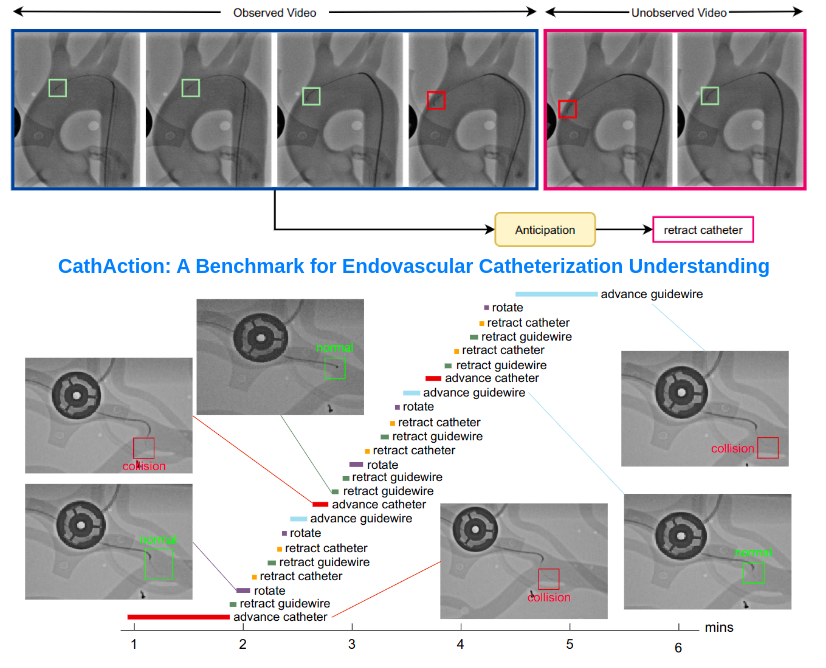 Observed Video
Unobserved Video
Anticipation
retract catheter
CathAction: A Benchmark for Endovascular Catheterization Understanding
advance guidewire
rotate
retract catheter
retract guidewire
retract catheter
retract guidewire
advance catheter
advance guidewire
rotate
retract catheter
retract guidewire
retract catheter
rotate
retract guidewire
retract guidewire
advance catheter
advance guidewire
rotate
retract catheter
retract guidewire
retract catheter
rotate
retract guidewire
advance catheter
normal
collision
normal
collision
collision
normal
1 2 3 4 5 6 mins